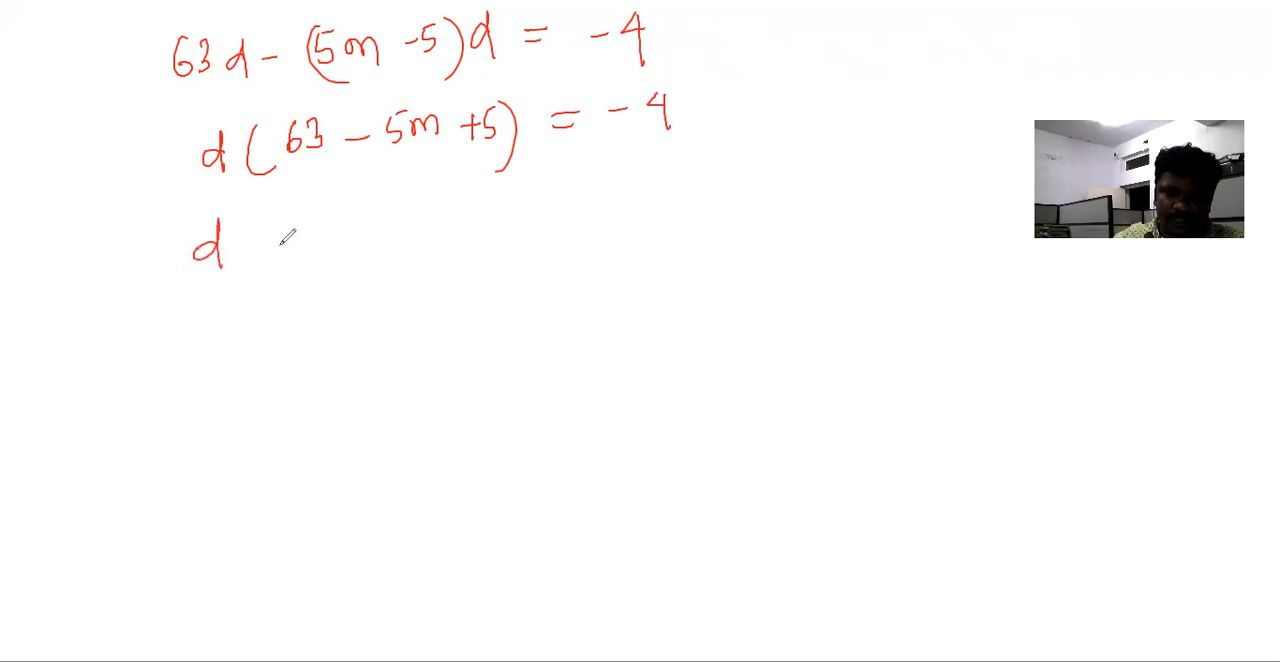 63d - (5m - 5)d = -4
d(63 - 5m + 5) = -4
d